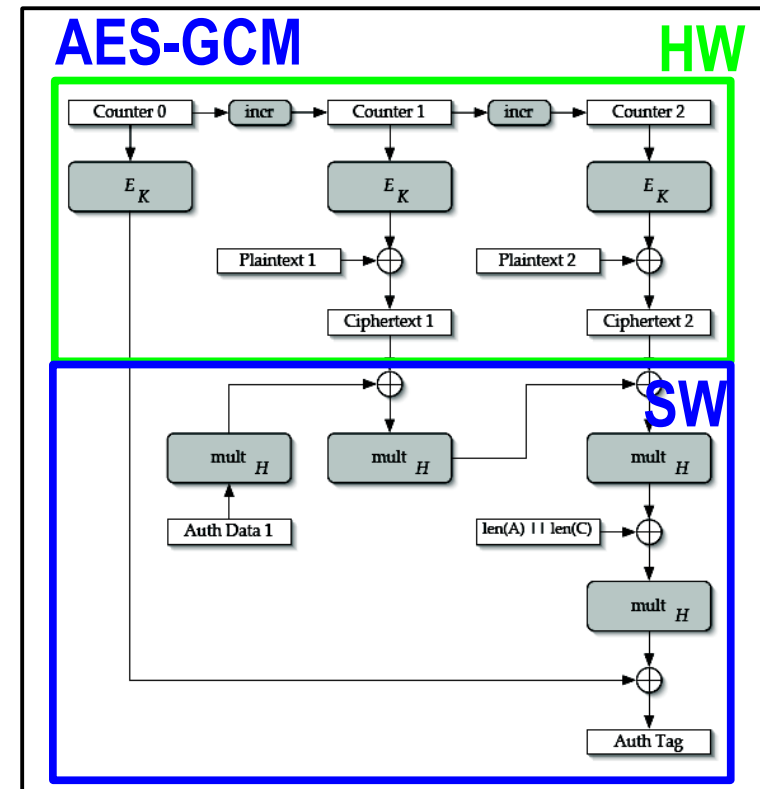 AES-GCM HW
Counter 0 incr Counter 1 incr Counter 2
E K E K E K
Plaintext 1 Plaintext 2
Ciphertext 1 Ciphertext 2
SW
mult H mult H mult H
Auth Data 1 len(A) || len(C)
mult H
Auth Tag